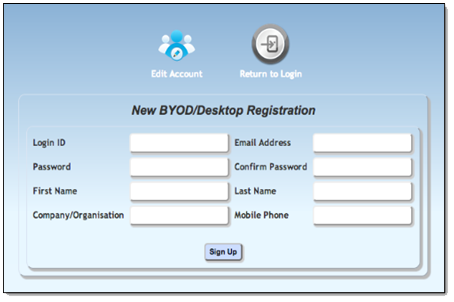 Edit Account Return to Login
New BYOD/Desktop Registration
Login ID Email Address
Password Confirm Password
First Name Last Name
Company/Organisation Mobile Phone
Sign Up